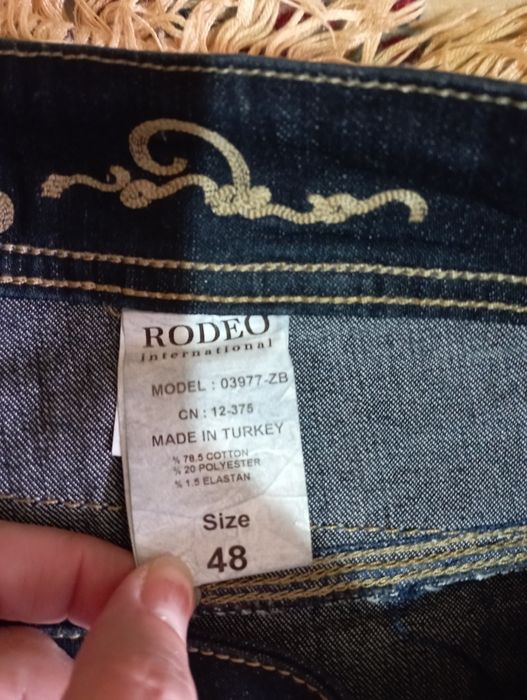 RODEO
international
MODEL : 03977-ZB
CN : 12-375
MADE IN TURKEY
% 78,5 COTTON
% 20 POLYESTER
% 1.5 ELASTAN
Size
48